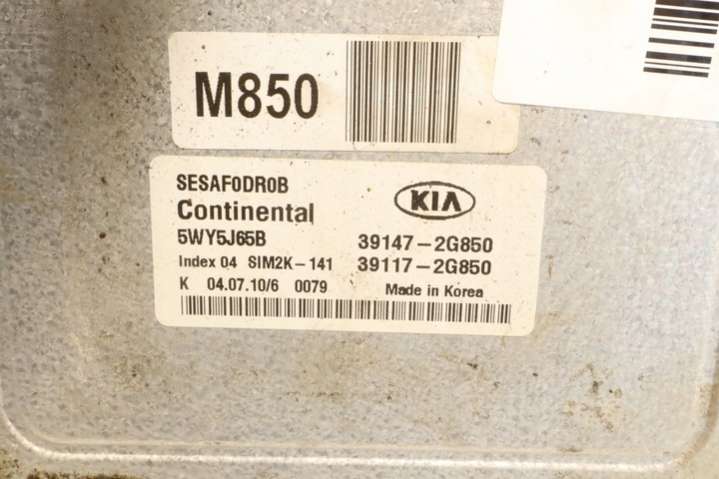 M850
SESAF0DR0B
Continental
KIA
5WY5J65B 39147-2G850
Index 04 SIM2K-141 39117-2G850
K 04.07.10/6 0079 Made in Korea